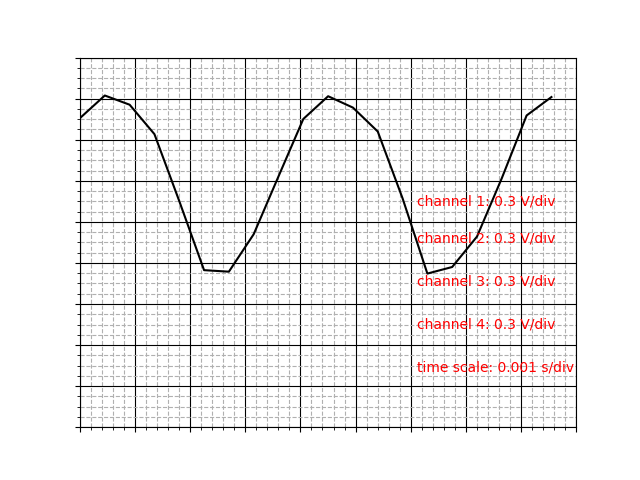 channel 1: 0.3 V/div
channel 2: 0.3 V/div
channel 3: 0.3 V/div
channel 4: 0.3 V/div
time scale: 0.001 s/div